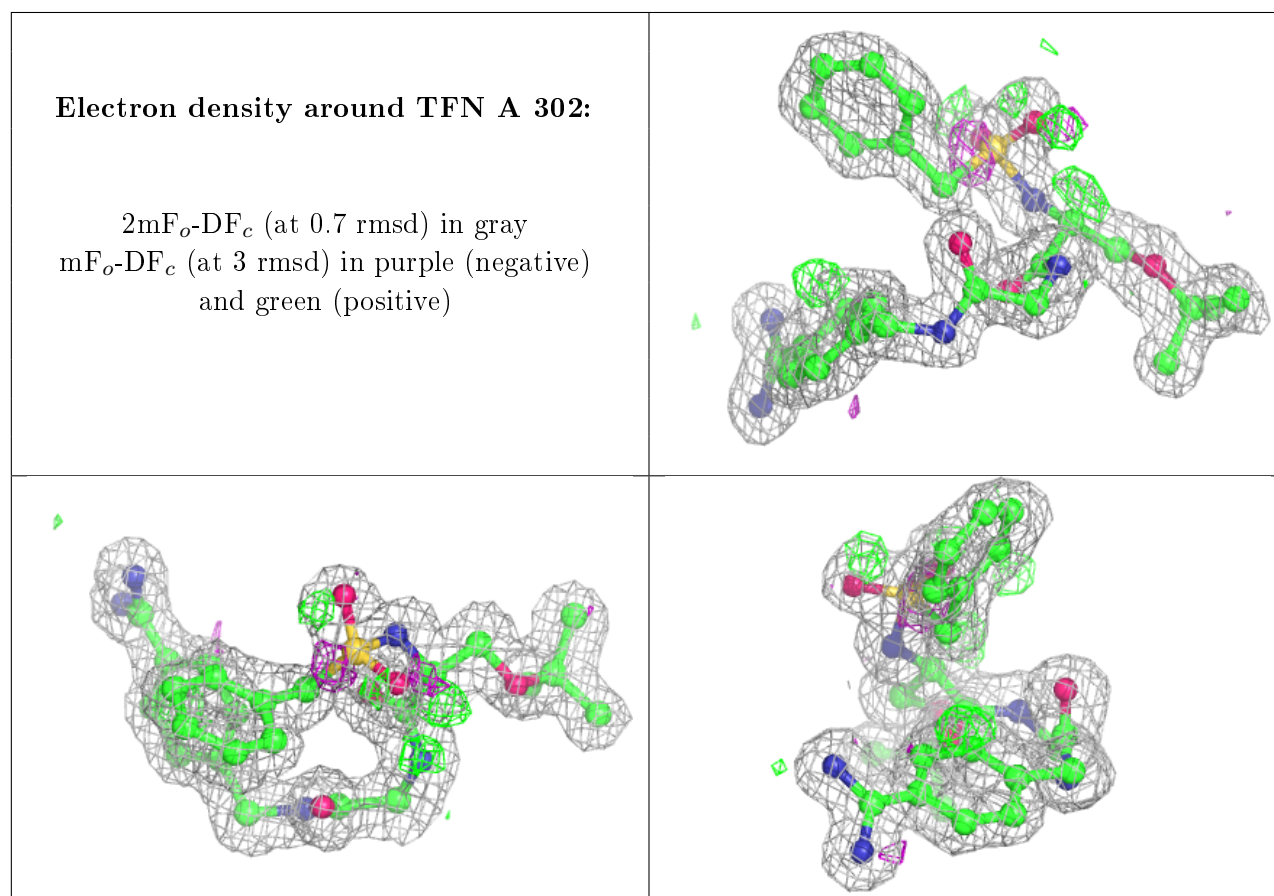 Electron density around TFN A 302:
2mFo-DFc (at 0.7 rmsd) in gray
mFo-DFc (at 3 rmsd) in purple (negative)
and green (positive)